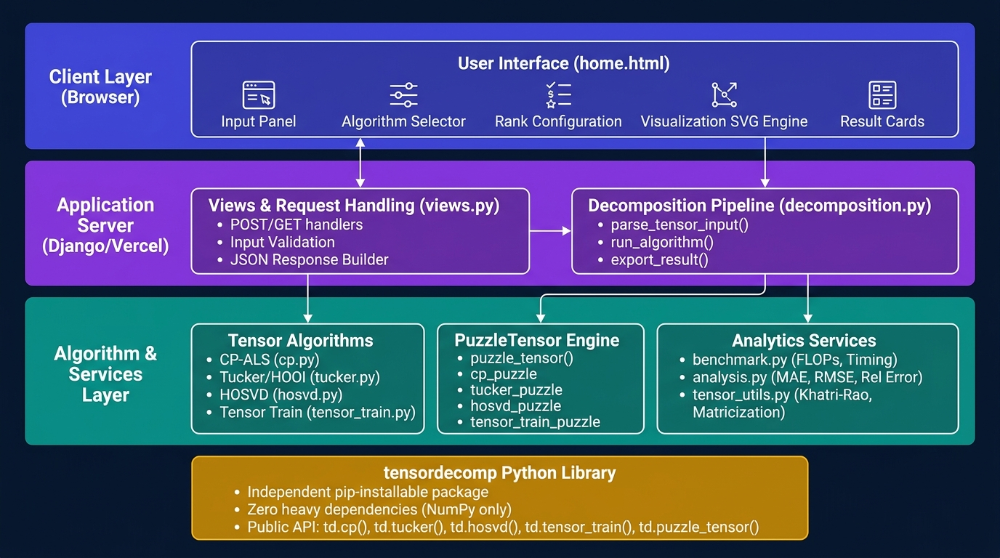 Client Layer
(Browser)
User Interface (home.html)
Input Panel
Algorithm Selector
Rank Configuration
Visualization SVG Engine
Result Cards
Application
Server
(Django/Vercel)
Views & Request Handling (views.py)
• POST/GET handlers
• Input Validation
• JSON Response Builder
Decomposition Pipeline (decomposition.py)
• parse_tensor_input()
• run_algorithm()
• export_result()
Algorithm &
Services
Layer
Tensor Algorithms
• CP-ALS (cp.py)
• Tucker/HOOI (tucker.py)
• HOSVD (hosvd.py)
• Tensor Train (tensor_train.py)
PuzzleTensor Engine
• puzzle_tensor()
• cp_puzzle
• tucker_puzzle
• hosvd_puzzle
• tensor_train_puzzle
Analytics Services
• benchmark.py (FLOPs, Timing)
• analysis.py (MAE, RMSE, Rel Error)
• tensor_utils.py (Khatri-Rao,
Matricization)
tensordecomp Python Library
• Independent pip-installable package
• Zero heavy dependencies (NumPy only)
• Public API: td.cp(), td.tucker(), td.hosvd(), td.tensor_train(), td.puzzle_tensor()